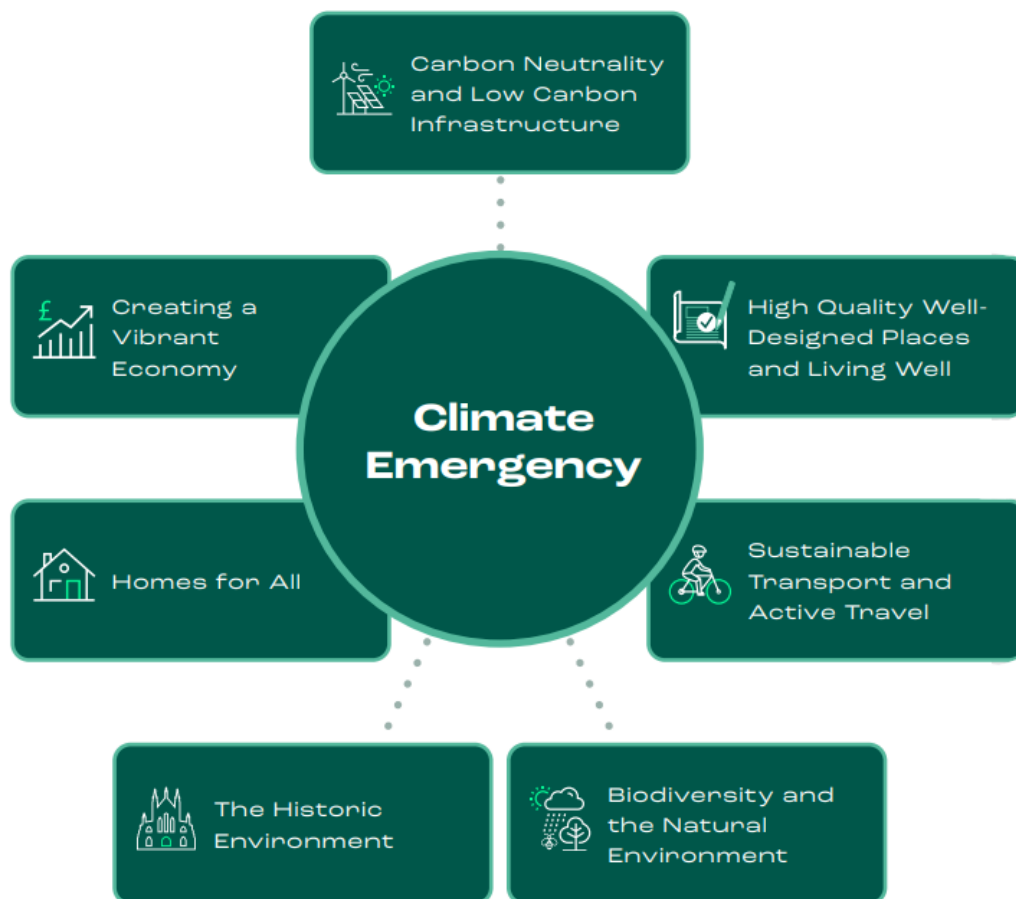 Carbon Neutrality
and Low Carbon
Infrastructure
£
Creating a
Vibrant
Economy
High Quality Well-
Designed Places
and Living Well
Climate
Emergency
Homes for All
Sustainable
Transport and
Active Travel
The Historic
Environment
Biodiversity and
the Natural
Environment